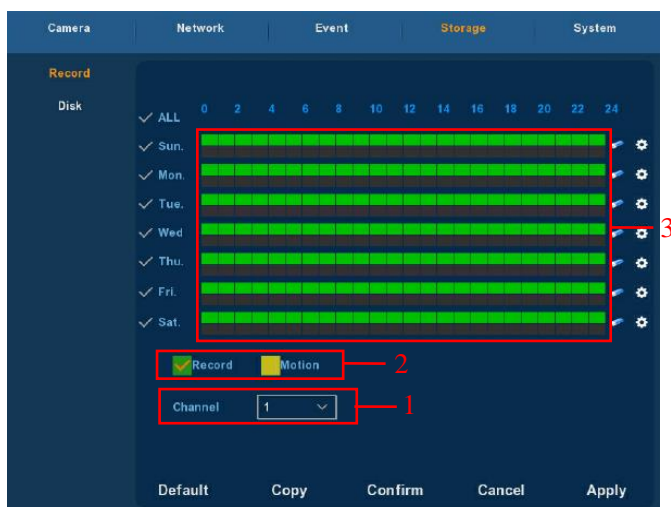 Camera Network Event Storage System
Record
Disk
ALL 0 2 4 6 8 10 12 14 16 18 20 22 24
Sun.
Mon.
Tue.
Wed
Thu.
Fri.
Sat.
3
Record Motion 2
Channel 1 1
Default Copy Confirm Cancel Apply